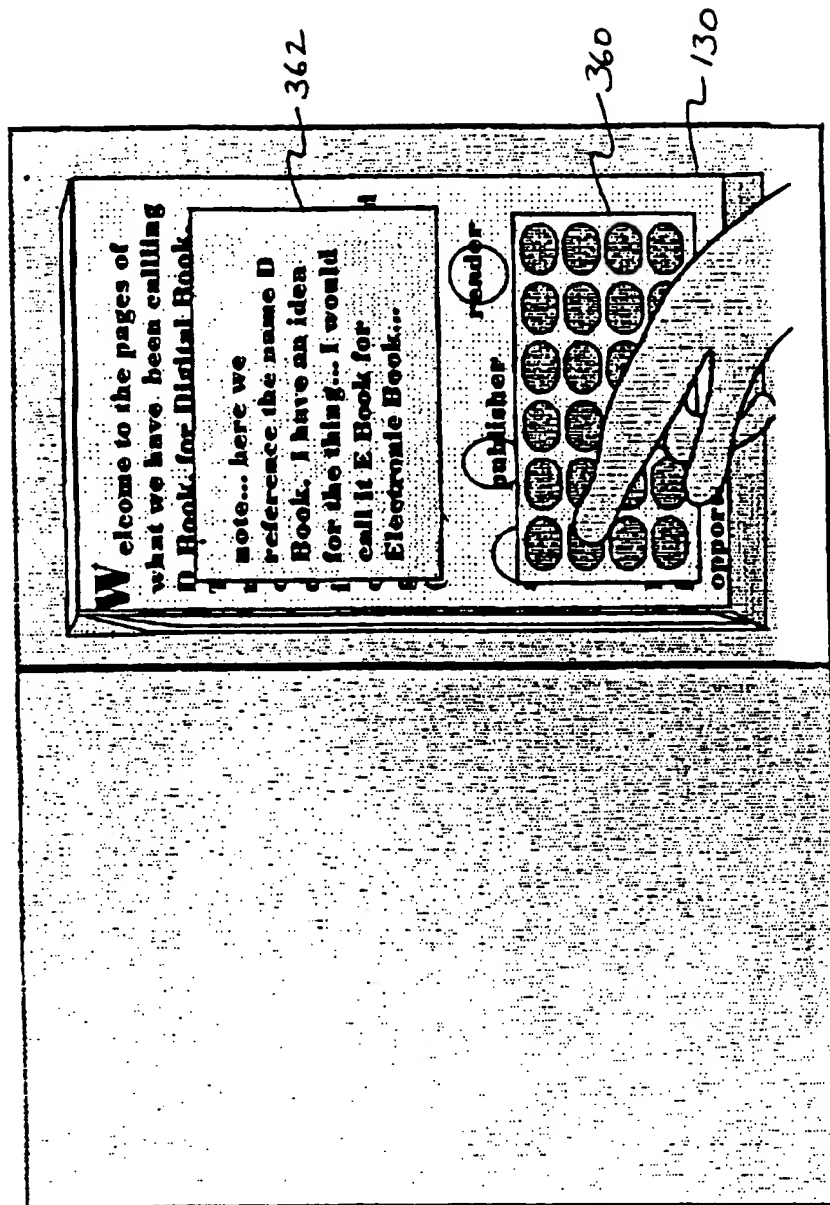 Welcome to the pages of
what we have been callling
D Book, for Digital Book.
note... here we
reference the name D
Book. I have an idea
for the thing... I would
call it E Book for
Electronic Book...
publisher
reader
oppor
362
360
130